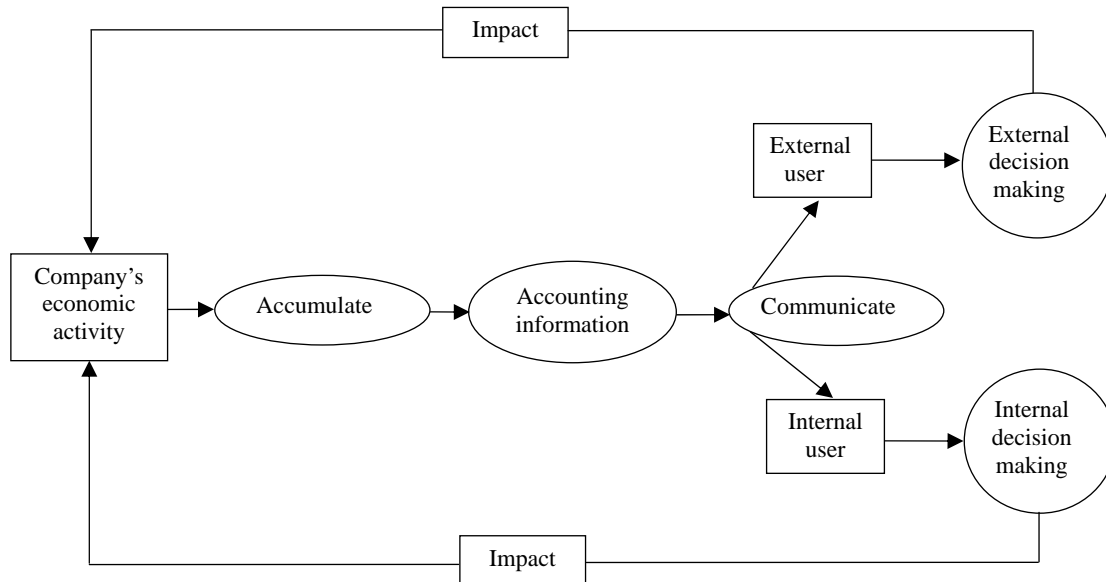 Impact
External
user
External
decision
making
Company’s
economic
activity
Accumulate
Accounting
information
Communicate
Internal
user
Internal
decision
making
Impact